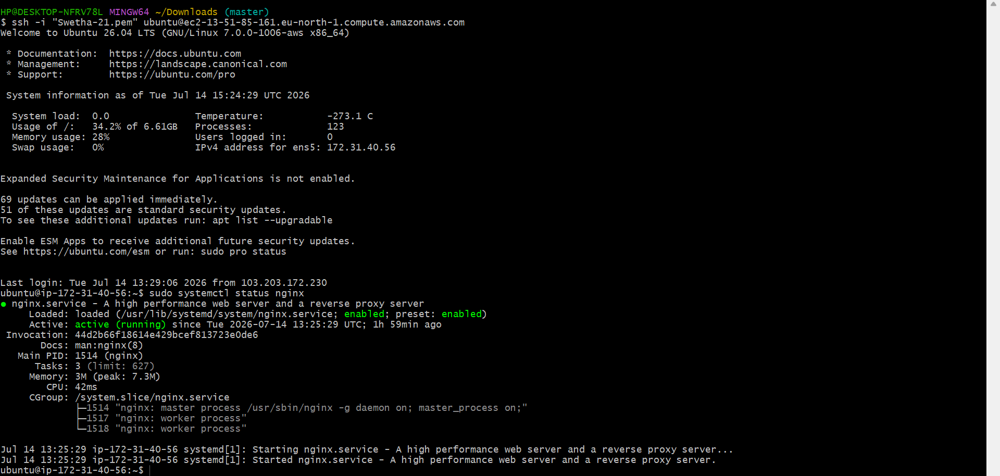 HP@DESKTOP-NFRV78L MINGW64 ~/Downloads (master)
$ ssh -i "Swetha-21.pem" ubuntu@ec2-13-51-85-161.eu-north-1.compute.amazonaws.com
Welcome to Ubuntu 26.04 LTS (GNU/Linux 7.0.0-1006-aws x86_64)

 * Documentation:  https://docs.ubuntu.com
 * Management:     https://landscape.canonical.com
 * Support:        https://ubuntu.com/pro

 System information as of Tue Jul 14 15:24:29 UTC 2026

  System load:  0.0               Temperature:           -273.1 C
  Usage of /:   34.2% of 6.61GB   Processes:             123
  Memory usage: 28%               Users logged in:       0
  Swap usage:   0%                IPv4 address for ens5: 172.31.40.56


Expanded Security Maintenance for Applications is not enabled.

69 updates can be applied immediately.
51 of these updates are standard security updates.
To see these additional updates run: apt list --upgradable

Enable ESM Apps to receive additional future security updates.
See https://ubuntu.com/esm or run: sudo pro status


Last login: Tue Jul 14 13:29:06 2026 from 103.203.172.230
ubuntu@ip-172-31-40-56:~$ sudo systemctl status nginx
● nginx.service - A high performance web server and a reverse proxy server
     Loaded: loaded (/usr/lib/systemd/system/nginx.service; enabled; preset: enabled)
     Active: active (running) since Tue 2026-07-14 13:25:29 UTC; 1h 59min ago
 Invocation: 44d2b66f18614e429bcef813723e0de6
       Docs: man:nginx(8)
   Main PID: 1514 (nginx)
      Tasks: 3 (limit: 627)
     Memory: 3M (peak: 7.3M)
        CPU: 42ms
     CGroup: /system.slice/nginx.service
             ├─1514 "nginx: master process /usr/sbin/nginx -g daemon on; master_process on;"
             ├─1517 "nginx: worker process"
             └─1518 "nginx: worker process"

Jul 14 13:25:29 ip-172-31-40-56 systemd[1]: Starting nginx.service - A high performance web server and a reverse proxy server...
Jul 14 13:25:29 ip-172-31-40-56 systemd[1]: Started nginx.service - A high performance web server and a reverse proxy server.
ubuntu@ip-172-31-40-56:~$